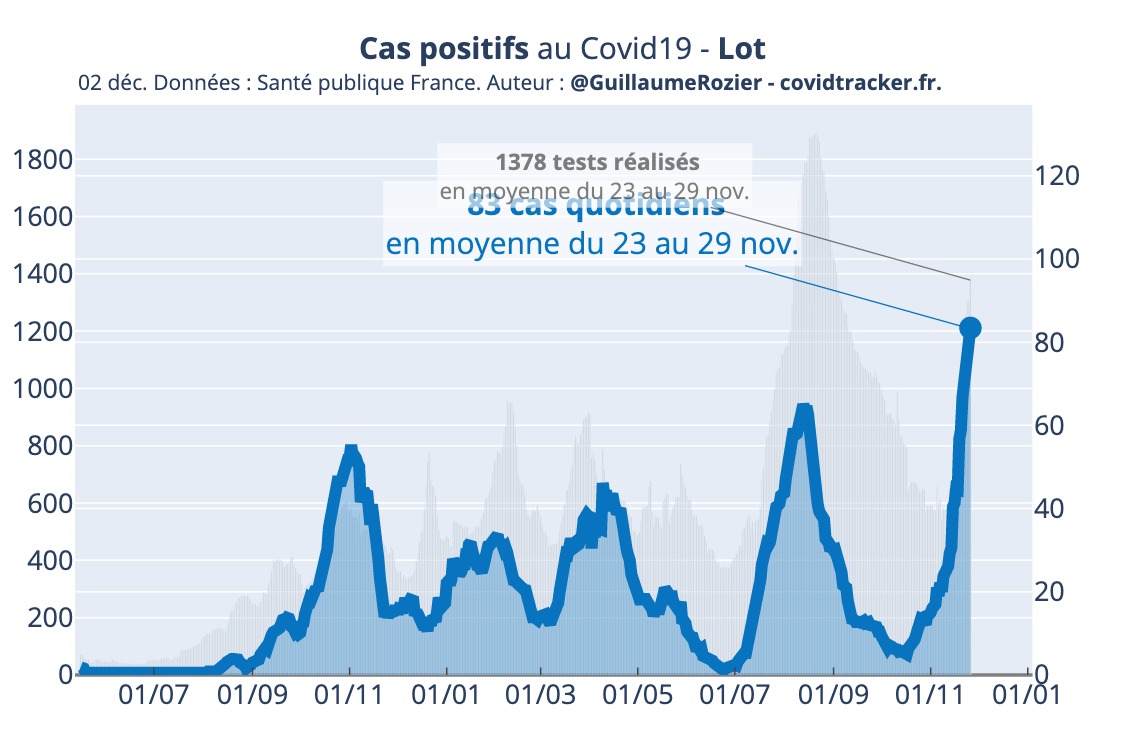 Cas positifs au Covid19 - Lot
02 déc. Données : Santé publique France. Auteur : @GuillaumeRozier - covidtracker.fr.
1378 tests réalisés
en moyenne du 23 au 29 nov.
83 cas quotidiens
en moyenne du 23 au 29 nov.
1800
1600
1400
1200
1000
800
600
400
200
0
120
100
80
60
40
20
0
01/07 01/09 01/11 01/01 01/03 01/05 01/07 01/09 01/11 01/01